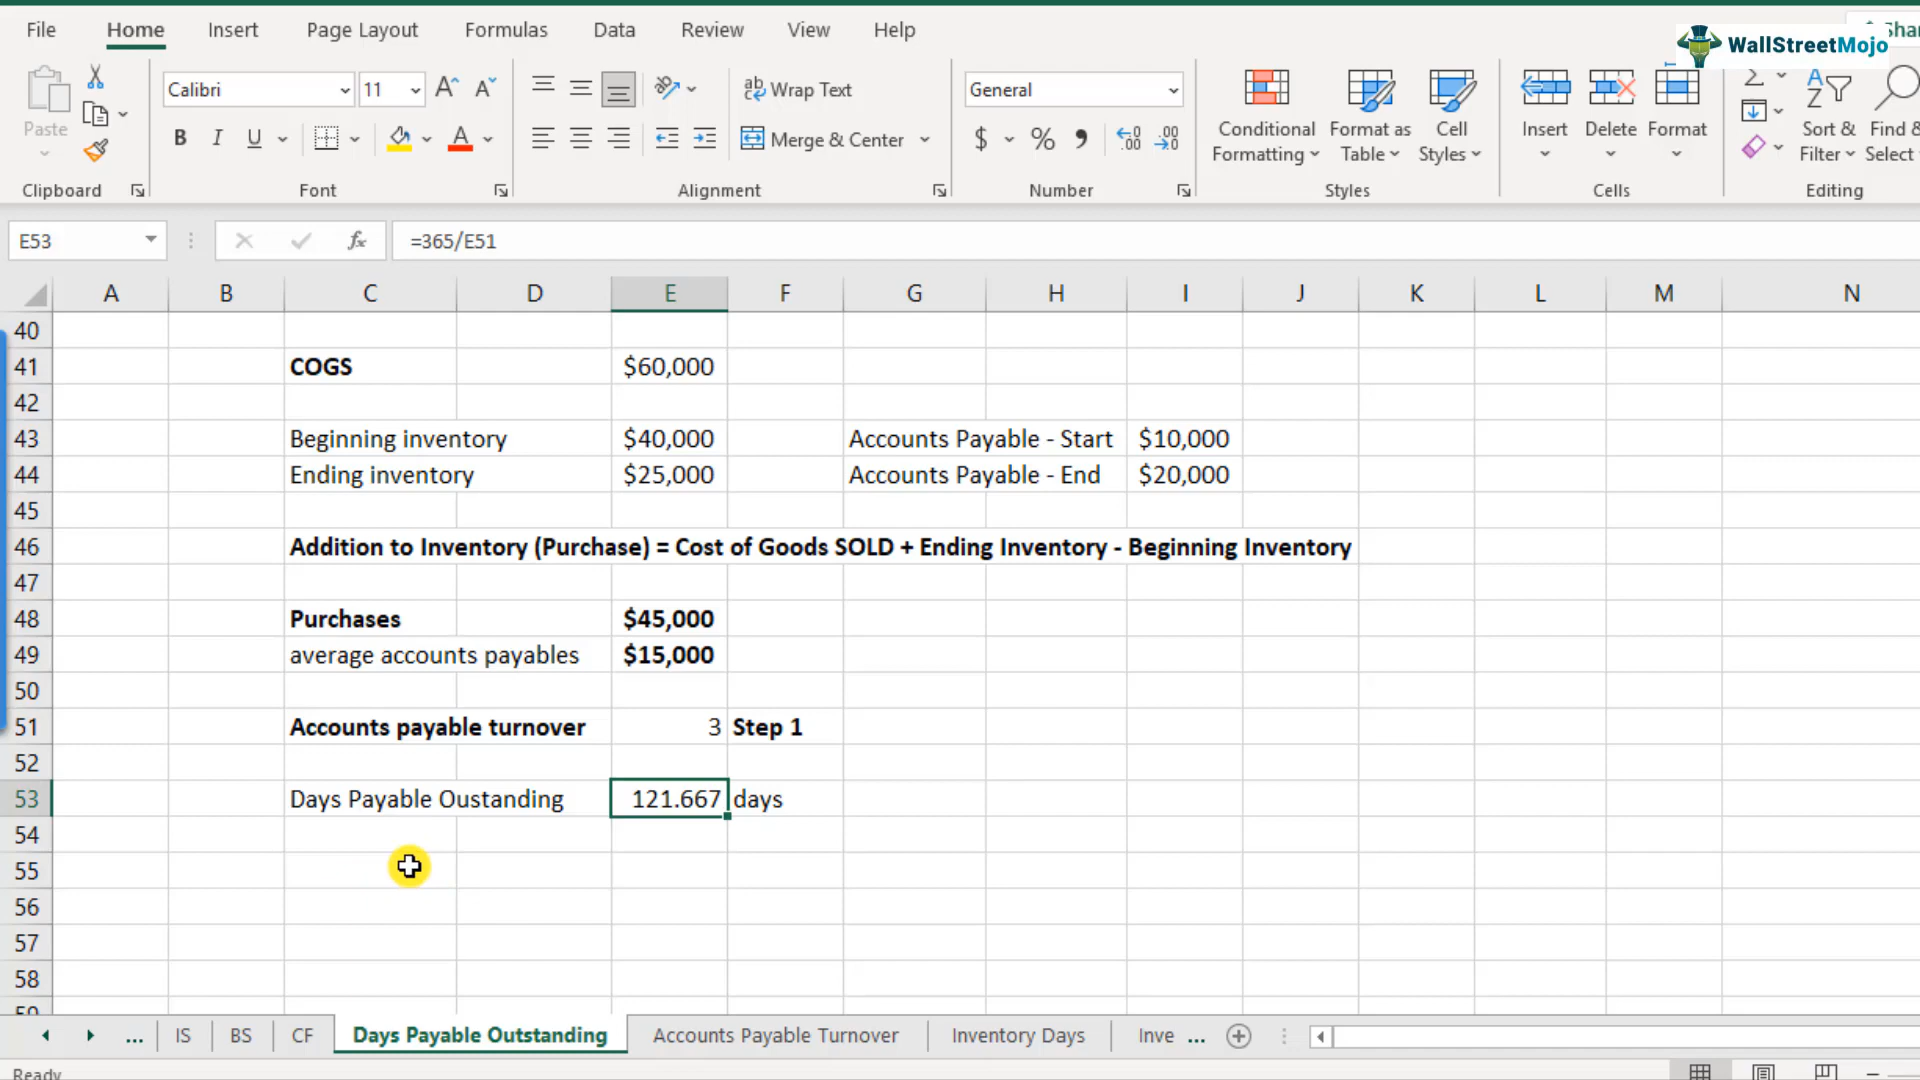 File Home Insert Page Layout Formulas Data Review View Help
WallStreetMojo
Paste
Calibri 11
Wrap Text
Merge & Center
General
$ %
Conditional Formatting
Format as Table
Cell Styles
Insert
Delete
Format
Sort & Filter
Find & Select
Clipboard Font Alignment Number Styles Cells Editing
E53 fx =365/E51
A B C D E F G H I J K L M N
40
41 COGS $60,000
42
43 Beginning inventory $40,000 Accounts Payable - Start $10,000
44 Ending inventory $25,000 Accounts Payable - End $20,000
45
46 Addition to Inventory (Purchase) = Cost of Goods SOLD + Ending Inventory - Beginning Inventory
47
48 Purchases $45,000
49 average accounts payables $15,000
50
51 Accounts payable turnover 3 Step 1
52
53 Days Payable Oustanding 121.667 days
54
55
56
57
58
... IS BS CF Days Payable Outstanding Accounts Payable Turnover Inventory Days Inve ...
Ready